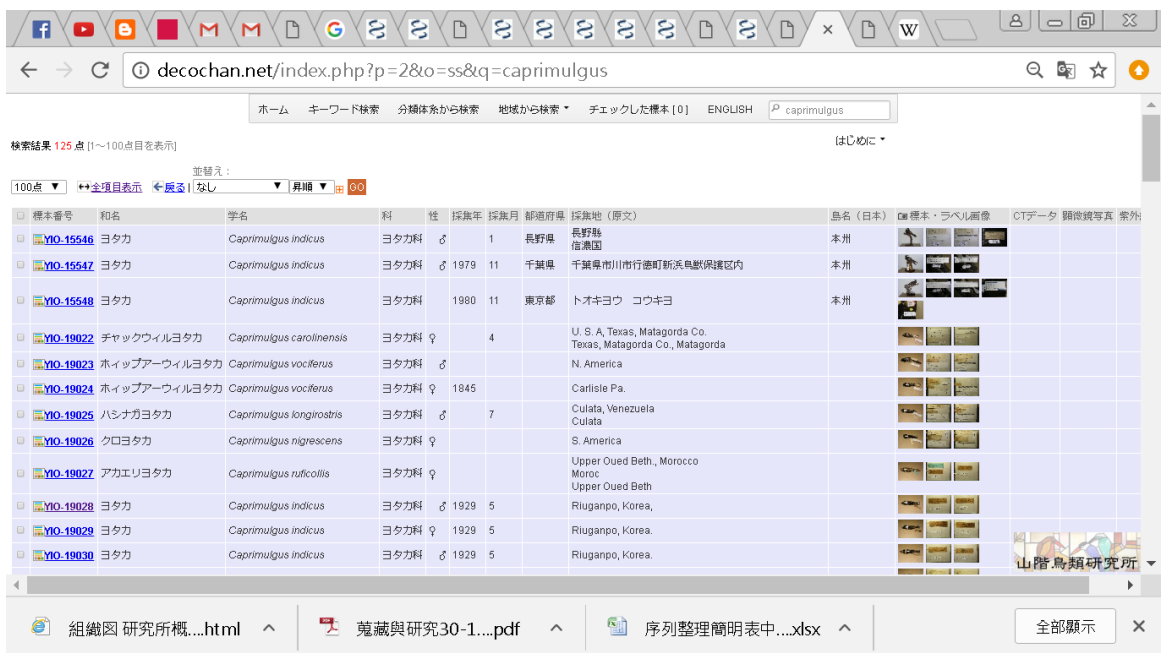 decochan.net/index.php?p=2&o=ss&q=caprimulgus
ホーム キーワード検索 分類体系から検索 地域から検索 チェックした標本 [0] ENGLISH caprimulgus
はじめに
検索結果 125 点 [1～100点目を表示]
並替え：
100点 ↔全項目表示 戻る | なし 昇順 GO
標本番号 和名 学名 科 性 採集年 採集月 都道府県 採集地（原文） 島名（日本） 標本・ラベル画像 CTデータ 顕微鏡写真
YIO-15546 ヨタカ Caprimulgus indicus ヨタカ科 ♂ 1 長野県 長野縣 本州
信濃国
YIO-15547 ヨタカ Caprimulgus indicus ヨタカ科 ♂ 1979 11 千葉県 千葉県市川市行徳町新浜鳥獣保護区内 本州
YIO-15548 ヨタカ Caprimulgus indicus ヨタカ科 1980 11 東京都 トオキヨウ コウキヨ 本州
YIO-19022 チャックウィルヨタカ Caprimulgus carolinensis ヨタカ科 ♀ 4 U. S. A, Texas, Matagorda Co.
Texas, Matagorda Co., Matagorda
YIO-19023 ホイップアーウィルヨタカ Caprimulgus vociferus ヨタカ科 ♂ N. America
YIO-19024 ホイップアーウィルヨタカ Caprimulgus vociferus ヨタカ科 ♀ 1845 Carlisle Pa.
YIO-19025 ハシナガヨタカ Caprimulgus longirostris ヨタカ科 ♂ 7 Culata, Venezuela
Culata
YIO-19026 クロヨタカ Caprimulgus nigrescens ヨタカ科 ♀ S. America
YIO-19027 アカエリヨタカ Caprimulgus ruficollis ヨタカ科 ♀ Upper Oued Beth., Morocco
Moroc
Upper Oued Beth
YIO-19028 ヨタカ Caprimulgus indicus ヨタカ科 ♂ 1929 5 Riuganpo, Korea,
YIO-19029 ヨタカ Caprimulgus indicus ヨタカ科 ♀ 1929 5 Riuganpo, Korea.
YIO-19030 ヨタカ Caprimulgus indicus ヨタカ科 ♂ 1929 5 Riuganpo, Korea.
山階鳥類研究所
組織図 研究所概....html 蒐藏與研究30-1....pdf 序列整理簡明表中....xlsx 全部顯示